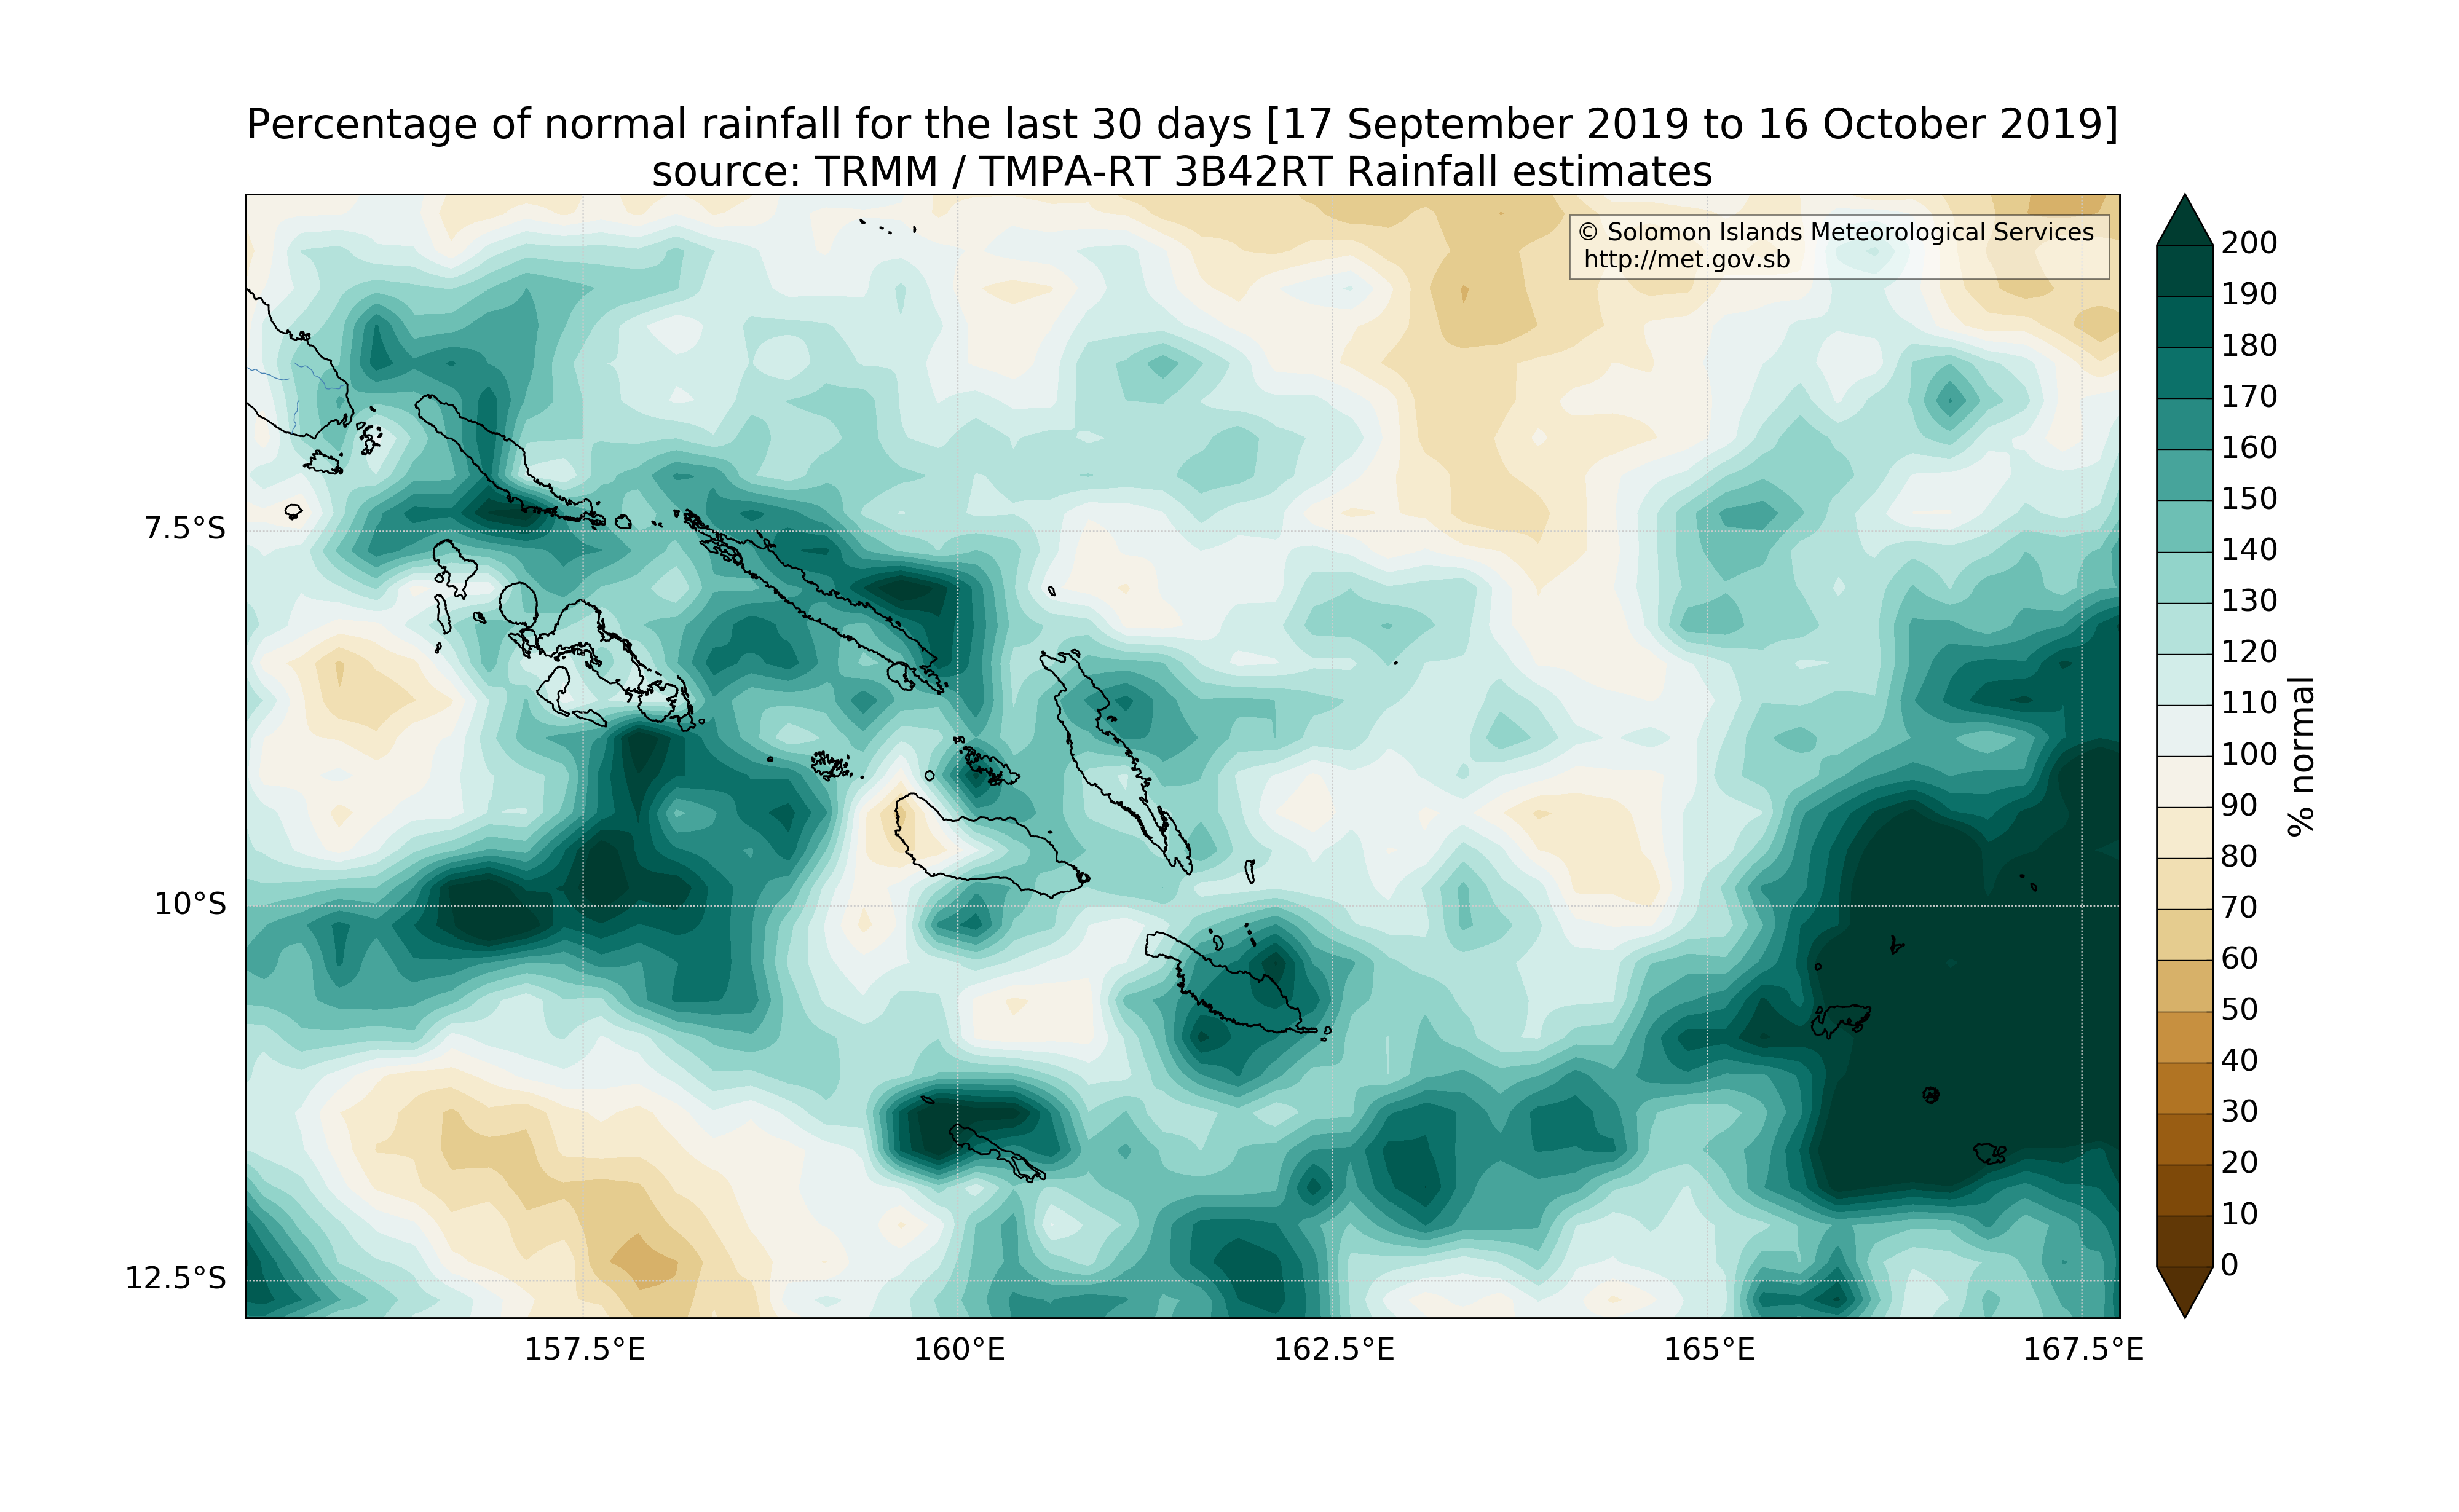 Percentage of normal rainfall for the last 30 days [17 September 2019 to 16 October 2019]
source: TRMM / TMPA-RT 3B42RT Rainfall estimates
© Solomon Islands Meteorological Services
http://met.gov.sb
7.5°S
10°S
12.5°S
157.5°E
160°E
162.5°E
165°E
167.5°E
200
190
180
170
160
150
140
130
120
110
100
90
80
70
60
50
40
30
20
10
0
% normal